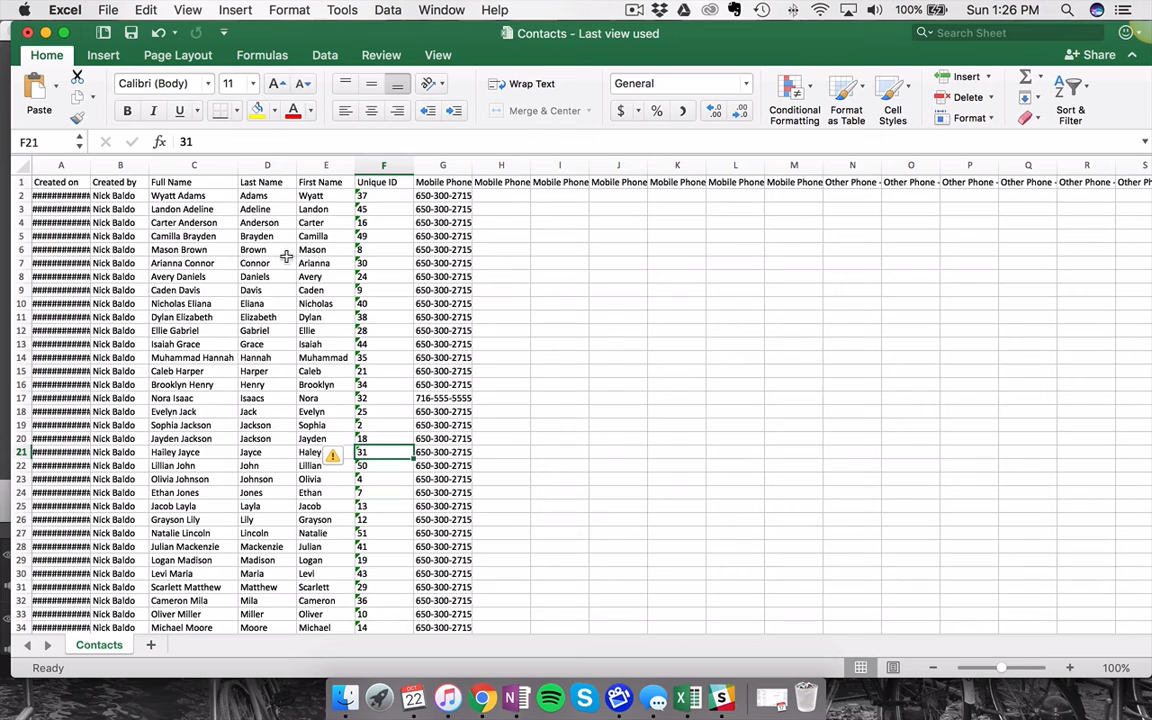 Excel File Edit View Insert Format Tools Data Window Help 100% Sun 1:26 PM
Contacts - Last view used Search Sheet
Home Insert Page Layout Formulas Data Review View Share
Paste Calibri (Body) 11 Wrap Text General Conditional Formatting Format as Table Cell Styles Insert Sort & Filter
B I U Merge & Center $ % Delete
Format
F21 fx 31
A B C D E F G H I J K L M N O P Q R S
1 Created on Created by Full Name Last Name First Name Unique ID Mobile Phone Mobile Phone Mobile Phone Mobile Phone Mobile Phone Mobile Phone Mobile Phone Other Phone - Other Phone - Other Phone - Other Phone - Other Phone - Other Ph
2 ########### Nick Baldo Wyatt Adams Adams Wyatt 37 650-300-2715
3 ########### Nick Baldo Landon Adeline Adeline Landon 45 650-300-2715
4 ########### Nick Baldo Carter Anderson Anderson Carter 16 650-300-2715
5 ########### Nick Baldo Camilla Brayden Brayden Camilla 49 650-300-2715
6 ########### Nick Baldo Mason Brown Brown Mason 8 650-300-2715
7 ########### Nick Baldo Arianna Connor Connor Arianna 30 650-300-2715
8 ########### Nick Baldo Avery Daniels Daniels Avery 24 650-300-2715
9 ########### Nick Baldo Caden Davis Davis Caden 9 650-300-2715
10 ########### Nick Baldo Nicholas Eliana Eliana Nicholas 40 650-300-2715
11 ########### Nick Baldo Dylan Elizabeth Elizabeth Dylan 38 650-300-2715
12 ########### Nick Baldo Ellie Gabriel Gabriel Ellie 28 650-300-2715
13 ########### Nick Baldo Isaiah Grace Grace Isaiah 44 650-300-2715
14 ########### Nick Baldo Muhammad Hannah Hannah Muhammad 35 650-300-2715
15 ########### Nick Baldo Caleb Harper Harper Caleb 21 650-300-2715
16 ########### Nick Baldo Brooklyn Henry Henry Brooklyn 34 650-300-2715
17 ########### Nick Baldo Nora Isaac Isaacs Nora 32 716-555-5555
18 ########### Nick Baldo Evelyn Jack Jack Evelyn 25 650-300-2715
19 ########### Nick Baldo Sophia Jackson Jackson Sophia 2 650-300-2715
20 ########### Nick Baldo Jayden Jackson Jackson Jayden 18 650-300-2715
21 ########### Nick Baldo Hailey Jayce Jayce Haley 31 650-300-2715
22 ########### Nick Baldo Lillian John John Lillian 50 650-300-2715
23 ########### Nick Baldo Olivia Johnson Johnson Olivia 4 650-300-2715
24 ########### Nick Baldo Ethan Jones Jones Ethan 7 650-300-2715
25 ########### Nick Baldo Jacob Layla Layla Jacob 13 650-300-2715
26 ########### Nick Baldo Grayson Lily Lily Grayson 12 650-300-2715
27 ########### Nick Baldo Natalie Lincoln Lincoln Natalie 51 650-300-2715
28 ########### Nick Baldo Julian Mackenzie Mackenzie Julian 41 650-300-2715
29 ########### Nick Baldo Logan Madison Madison Logan 19 650-300-2715
30 ########### Nick Baldo Levi Maria Maria Levi 43 650-300-2715
31 ########### Nick Baldo Scarlett Matthew Matthew Scarlett 29 650-300-2715
32 ########### Nick Baldo Cameron Mila Mila Cameron 36 650-300-2715
33 ########### Nick Baldo Oliver Miller Miller Oliver 10 650-300-2715
34 ########### Nick Baldo Michael Moore Moore Michael 14 650-300-2715
Contacts
Ready 100%
22